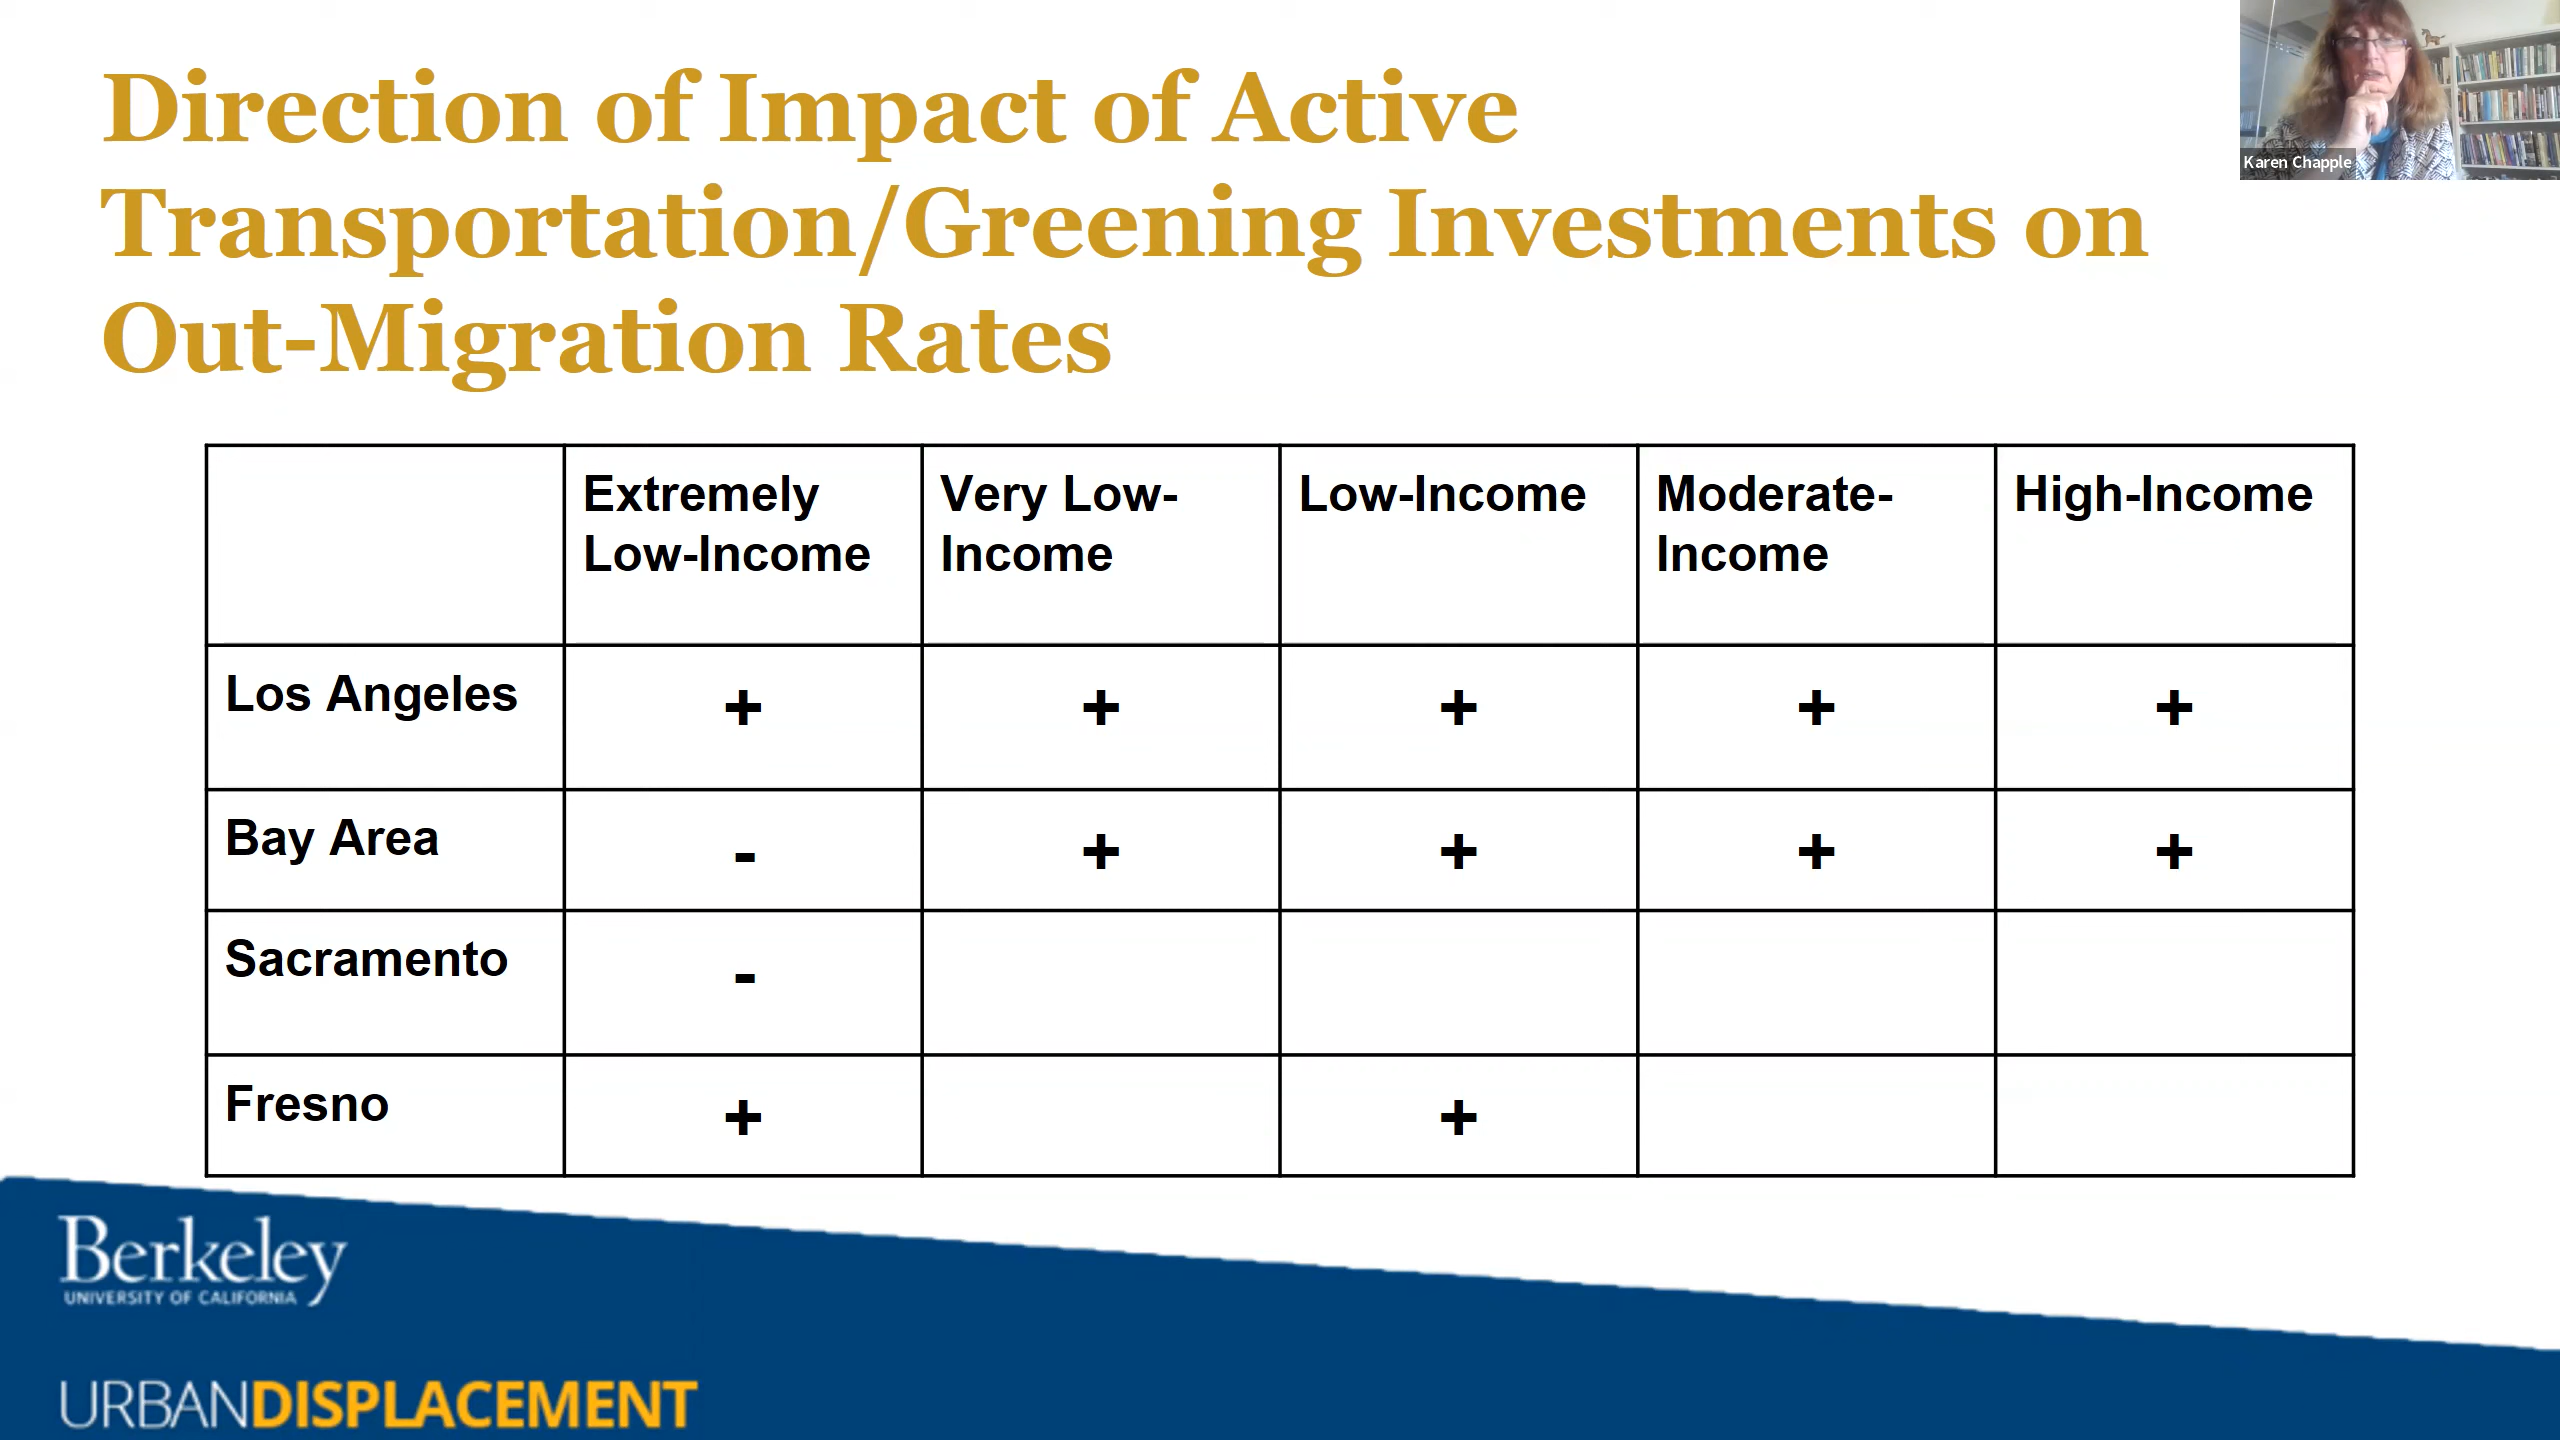 Direction of Impact of Active
Transportation/Greening Investments on
Out-Migration Rates
Karen Chapple
Extremely Low-Income
Very Low-Income
Low-Income
Moderate-Income
High-Income
Los Angeles + + + + +
Bay Area - + + + +
Sacramento -
Fresno + +
Berkeley
UNIVERSITY OF CALIFORNIA
URBANDISPLACEMENT